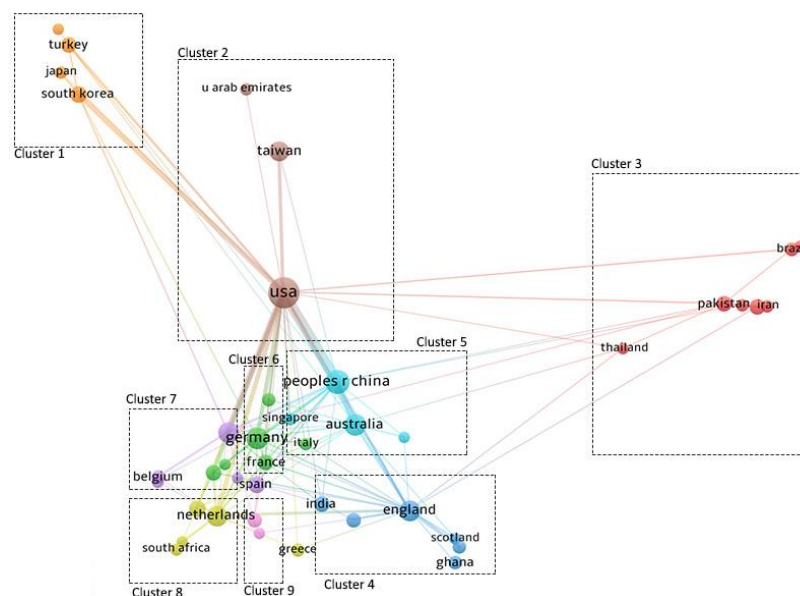 Cluster 2
turkey
japan
south korea
Cluster 1
u arab emirates
taiwan
Cluster 3
usa
braz
pakistan
iran
thailand
Cluster 5
Cluster 6
peoples r china
Cluster 7
singapore
australia
germany
italy
france
belgium
spain
india
england
netherlands
scotland
south africa
greece
ghana
Cluster 4
Cluster 8
Cluster 9